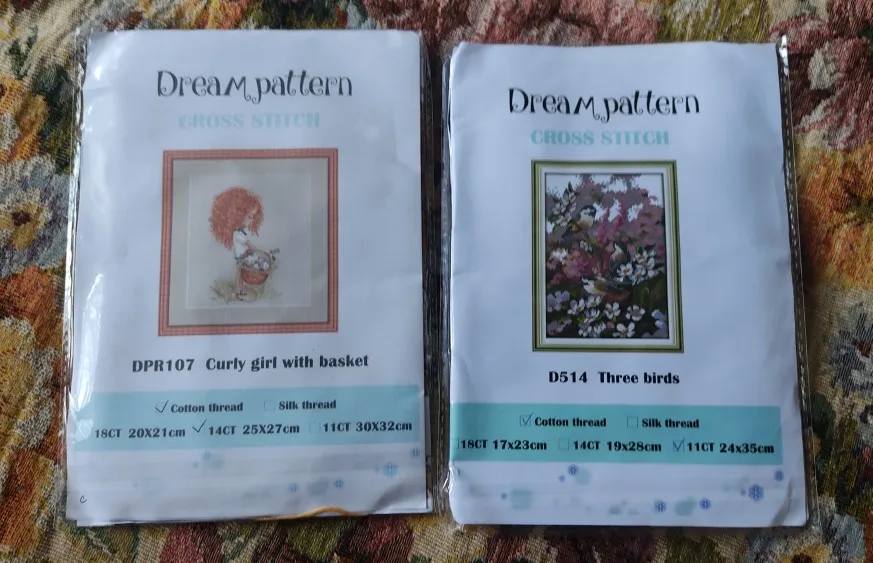 Dream pattern
CROSS STITCH
DPR107 Curly girl with basket
Cotton thread Silk thread
18CT 20X21cm 14CT 25X27cm 11CT 30X32cm
c
Dream pattern
CROSS STITCH
D514 Three birds
Cotton thread Silk thread
18CT 17x23cm 14CT 19x28cm 11CT 24x35cm